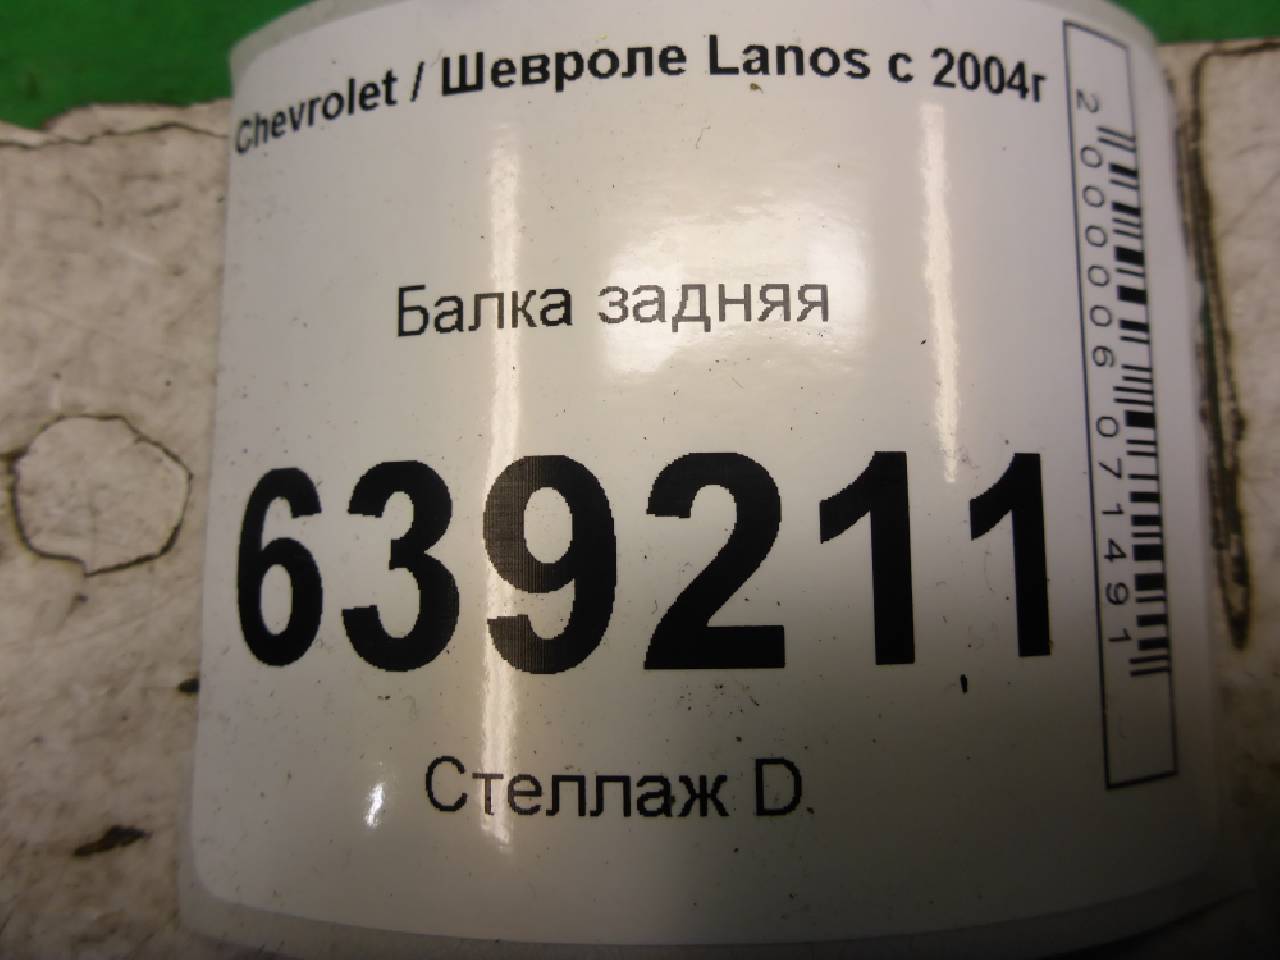 Chevrolet / Шевроле Lanos с 2004г
Балка задняя
639211
Стеллаж D
2000006071491